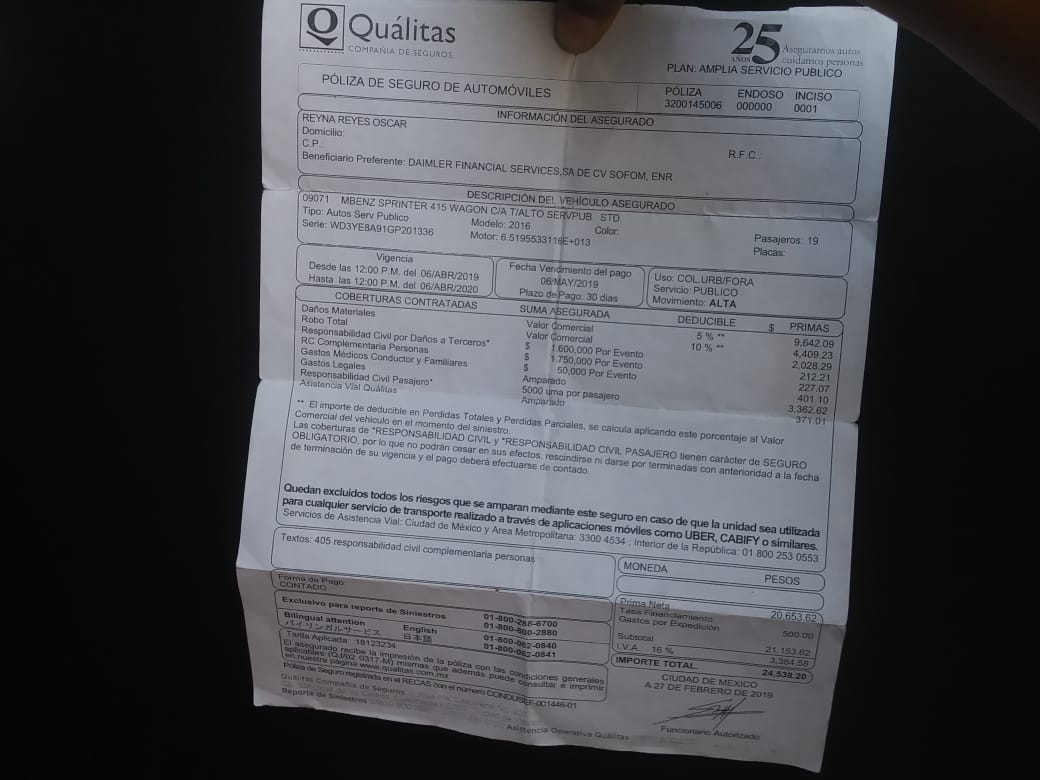 Quálitas
COMPAÑIA DE SEGUROS
25 AÑOS
Aseguramos autos
cuidamos personas
PLAN: AMPLIA SERVICIO PUBLICO
PÓLIZA DE SEGURO DE AUTOMÓVILES
PÓLIZA ENDOSO INCISO
3200145006 000000 0001
INFORMACIÓN DEL ASEGURADO
REYNA REYES OSCAR
Domicilio:
C.P.:
R.F.C.:
Beneficiario Preferente: DAIMLER FINANCIAL SERVICES,SA DE CV SOFOM, ENR
DESCRIPCIÓN DEL VEHÍCULO ASEGURADO
09071 MBENZ SPRINTER 415 WAGON C/A T/ALTO SERVPUB STD.
Tipo: Autos Serv Publico Modelo: 2016 Color: Pasajeros: 19
Serie: WD3YE8A91GP201336 Motor: 6.5195533116E+013 Placas:
Vigencia
Desde las 12:00 P.M. del 06/ABR/2019
Hasta las 12:00 P.M. del 06/ABR/2020
Fecha Vencimiento del pago
06/MAY/2019
Plazo de Pago: 30 dias
Uso: COL.URB/FORA
Servicio: PUBLICO
Movimiento: ALTA
COBERTURAS CONTRATADAS SUMA ASEGURADA DEDUCIBLE $ PRIMAS
Daños Materiales Valor Comercial 5 % ** 9,642.09
Robo Total Valor Comercial 10 % ** 4,409.23
Responsabilidad Civil por Daños a Terceros* $ 1,600,000 Por Evento 2,028.29
RC Complementaria Personas $ 1,750,000 Por Evento 212.21
Gastos Médicos Conductor y Familiares $ 50,000 Por Evento 227.07
Gastos Legales Amparado 401.10
Responsabilidad Civil Pasajero* 5000 uma por pasajero 3,362.62
Asistencia Vial Quálitas Amparado 371.01
** El importe de deducible en Perdidas Totales y Perdidas Parciales, se calcula aplicando este porcentaje al Valor
Comercial del vehículo en el momento del siniestro.
Las coberturas de *RESPONSABILIDAD CIVIL y *RESPONSABILIDAD CIVIL PASAJERO tienen carácter de SEGURO
OBLIGATORIO, por lo que no podrán cesar en sus efectos, rescindirse ni darse por terminadas con anterioridad a la fecha
de terminación de su vigencia y el pago deberá efectuarse de contado.
Quedan excluidos todos los riesgos que se amparan mediante este seguro en caso de que la unidad sea utilizada
para cualquier servicio de transporte realizado a través de aplicaciones móviles como UBER, CABIFY o similares.
Servicios de Asistencia Vial: Ciudad de México y Area Metropolitana: 3300 4534 ; Interior de la República: 01 800 253 0553
Textos: 405 responsabilidad civil complementaria personas
MONEDA PESOS
Forma de Pago
CONTADO
Prima Neta 20,653.62
Tasa Financiamiento
Gastos por Expedición 500.00
Subtotal 21,153.62
I.V.A. 16 % 3,384.58
IMPORTE TOTAL 24,538.20
Exclusivo para reporte de Siniestros 01-800-288-6700
01-800-800-2880
Bilingual attention English 01-800-062-0840
バイリンガルサービス 日本語 01-800-062-0841
Tarifa Aplicada 18123234
El asegurado recibe la impresión de la póliza con las condiciones generales
aplicables (QJ/02 0317-M) mismas que además puede consultar e imprimir
en nuestra página www.qualitas.com.mx
Póliza de Seguro registrada en el RECAS con el número CONDUSEF-001446-01
CIUDAD DE MEXICO
A 27 DE FEBRERO DE 2019
Funcionario Autorizado
Quálitas Compañía de Seguros
Reporte de Siniestros
Asistencia Operativa Quálitas